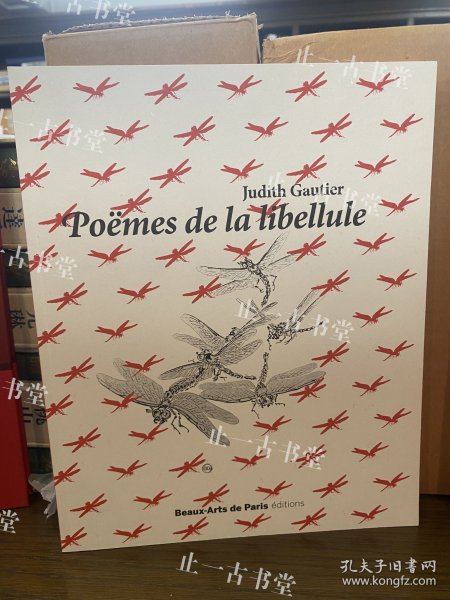 Judith Gautier
Poëmes de la libellule
Beaux-Arts de Paris éditions
止一古书堂
孔夫子旧书网
www.kongfz.com